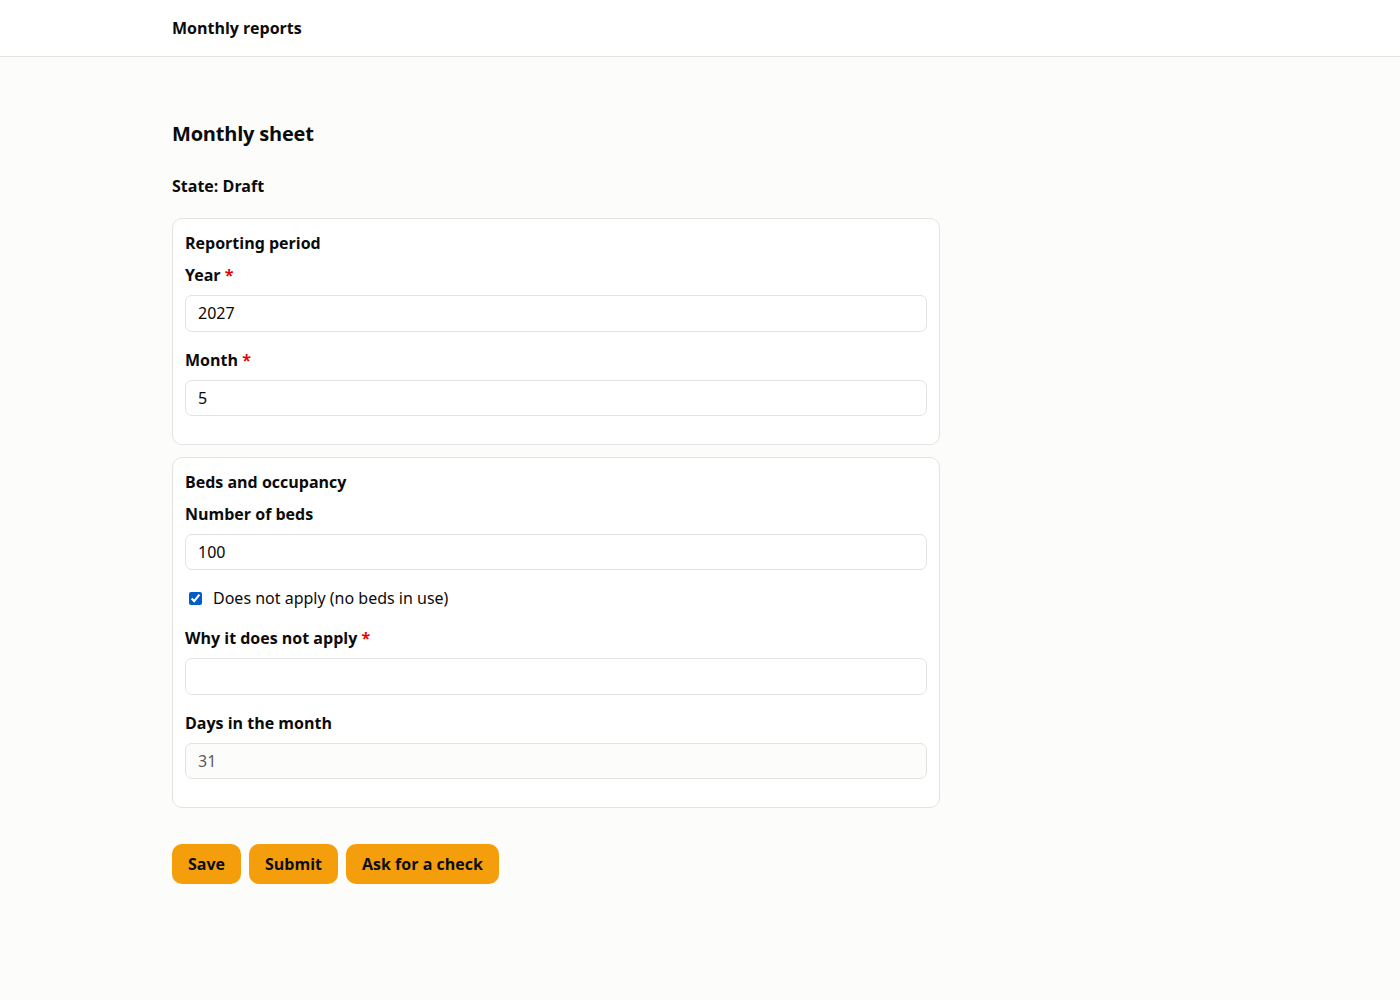 Monthly reports
Monthly sheet
State: Draft
Reporting period
Year *
2027
Month *
5
Beds and occupancy
Number of beds
100
Does not apply (no beds in use)
Why it does not apply *
Days in the month
31
Save Submit Ask for a check